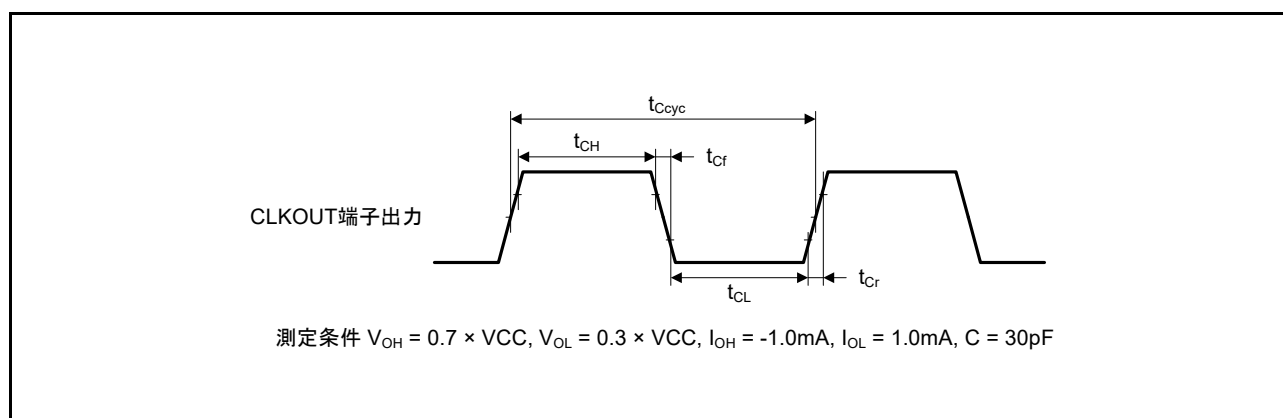 tCcyc
tCH
tCf
CLKOUT端子出力
tCL
tCr
測定条件 VOH = 0.7 × VCC, VOL = 0.3 × VCC, IOH = -1.0mA, IOL = 1.0mA, C = 30pF